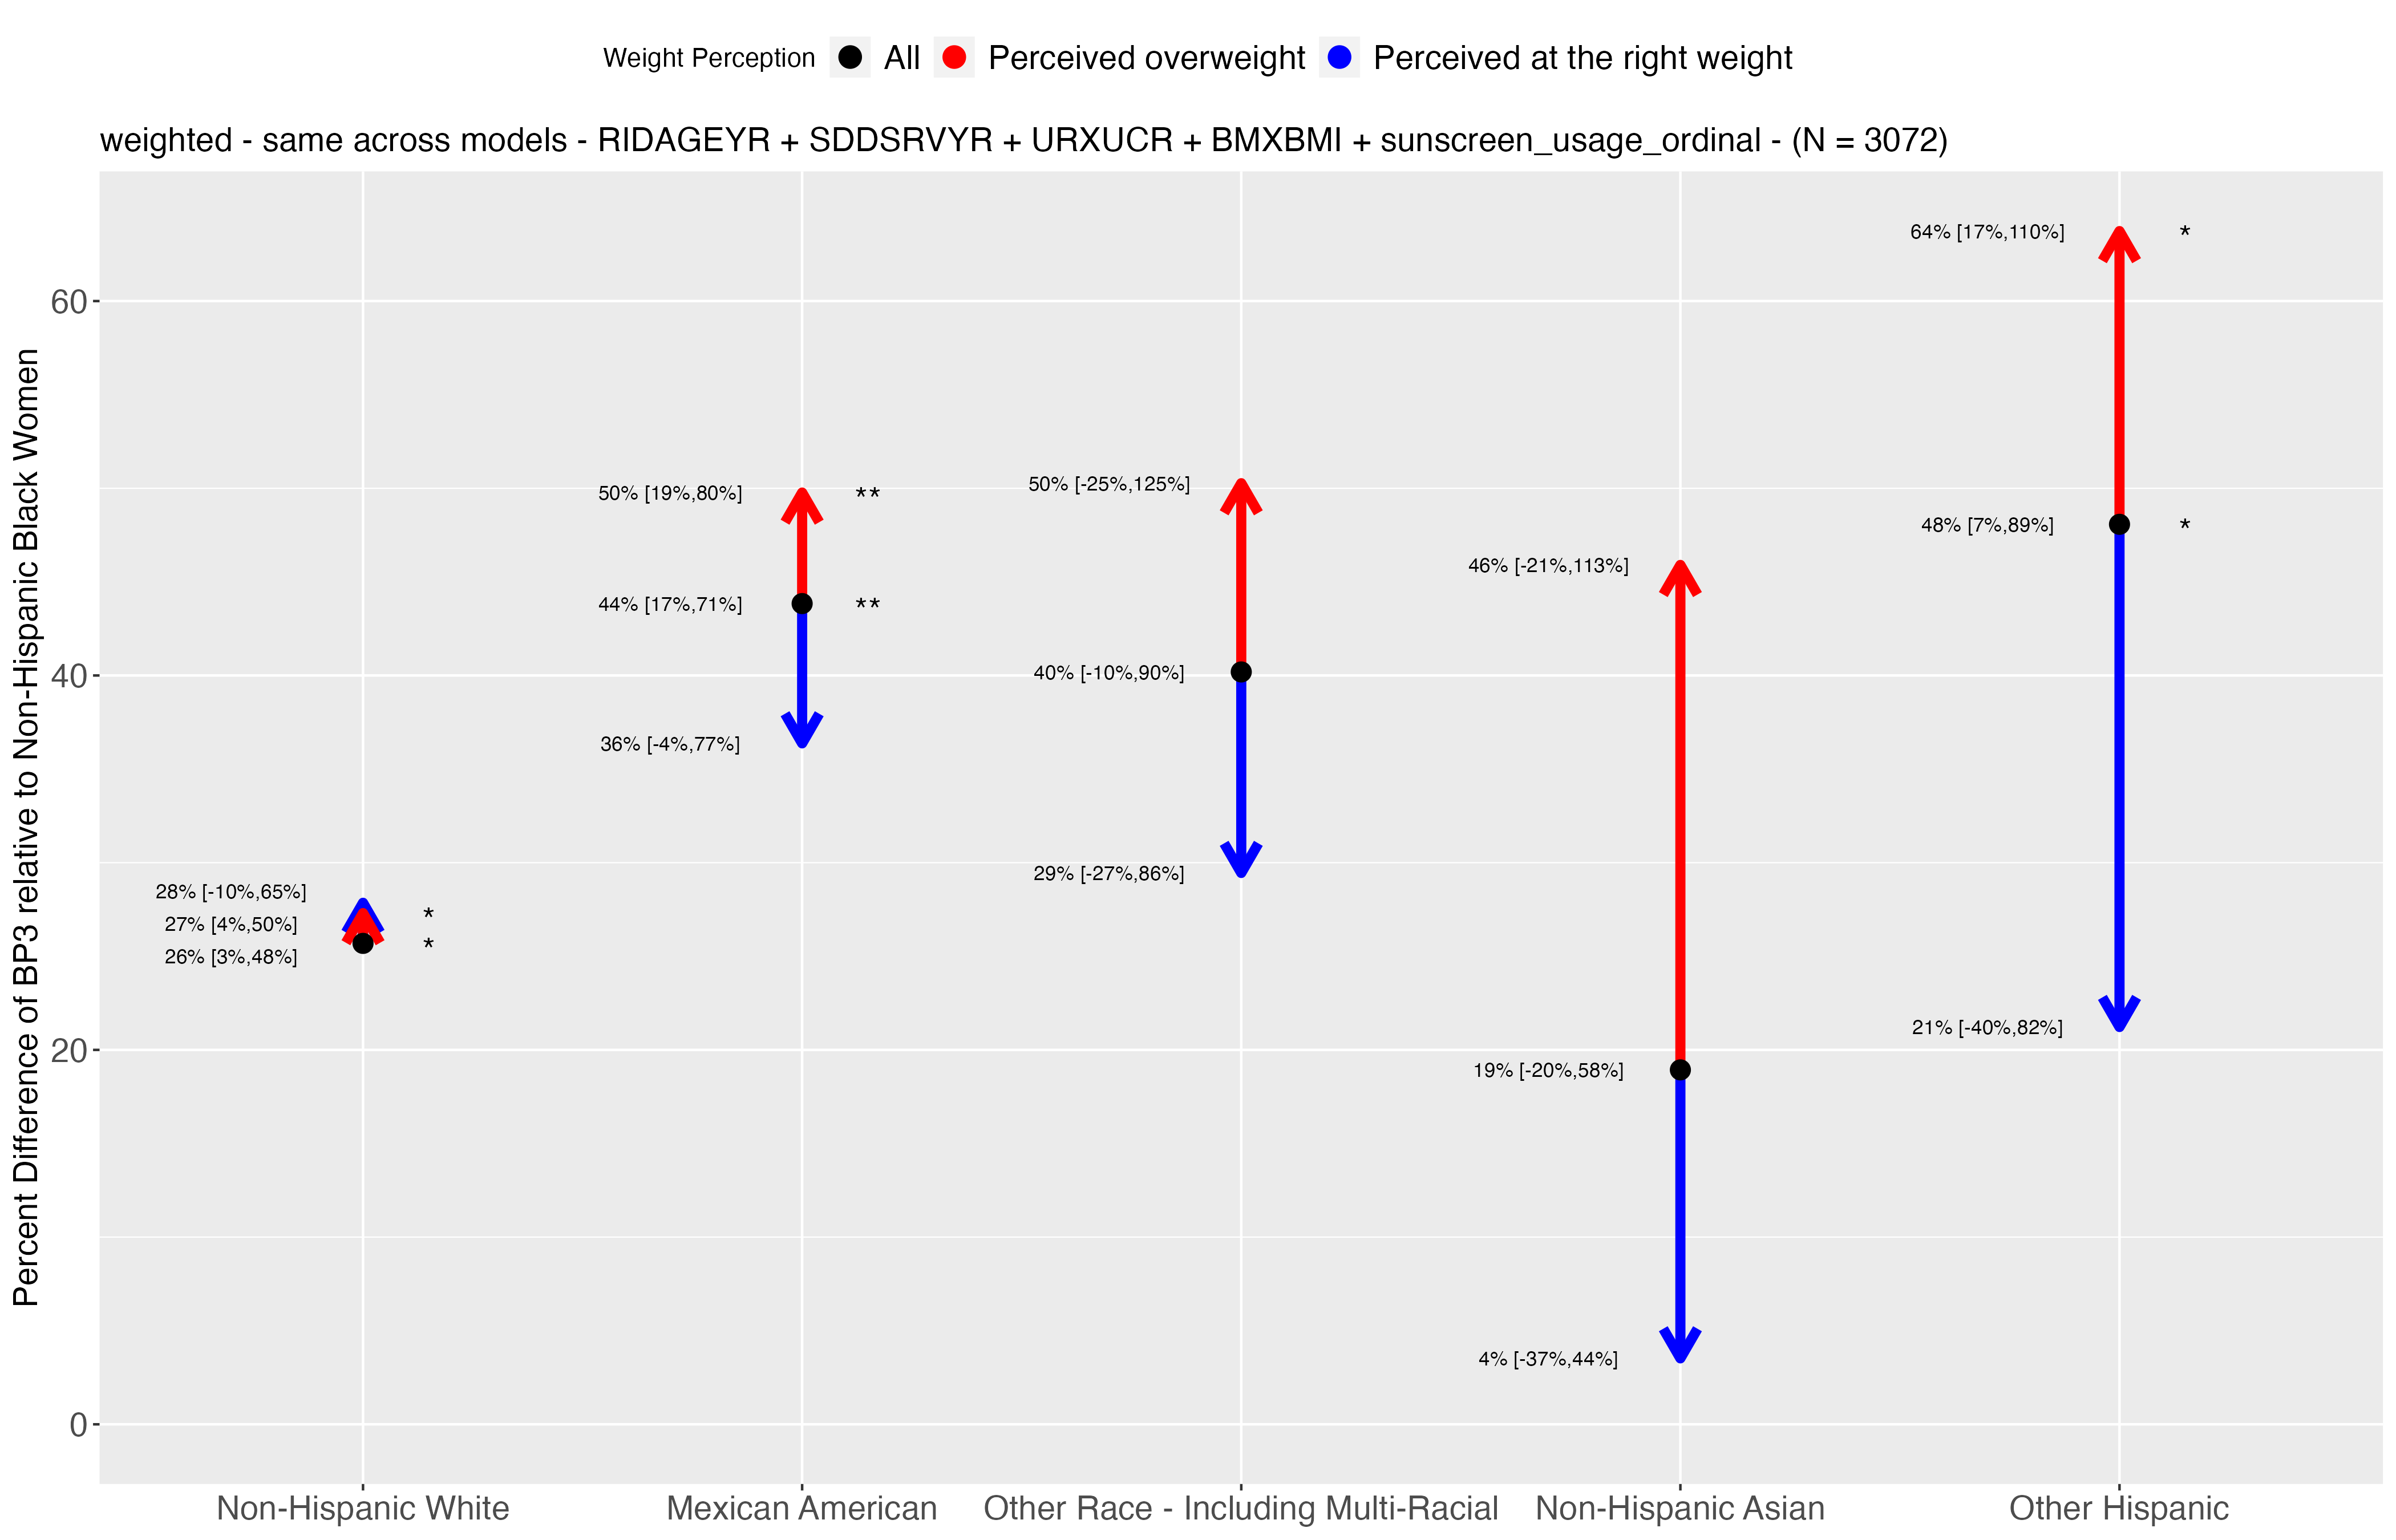 Weight Perception All Perceived overweight Perceived at the right weight
weighted - same across models - RIDAGEYR + SDDSRVYR + URXUCR + BMXBMI + sunscreen_usage_ordinal - (N = 3072)
Percent Difference of BP3 relative to Non-Hispanic Black Women
60
40
20
0
28% [-10%,65%]
27% [4%,50%] *
26% [3%,48%] *
50% [19%,80%] **
44% [17%,71%] **
36% [-4%,77%]
50% [-25%,125%]
40% [-10%,90%]
29% [-27%,86%]
46% [-21%,113%]
19% [-20%,58%]
4% [-37%,44%]
64% [17%,110%] *
48% [7%,89%] *
21% [-40%,82%]
Non-Hispanic White
Mexican American
Other Race - Including Multi-Racial
Non-Hispanic Asian
Other Hispanic